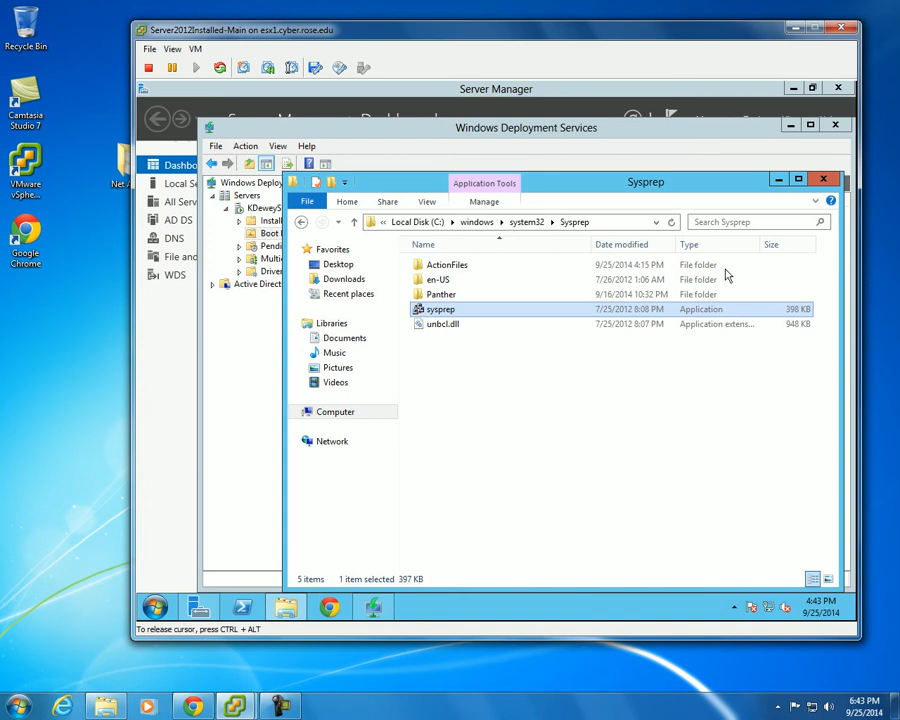 Recycle Bin
Camtasia
Studio 7
VMware
vSphe...
Google
Chrome
Net A
Server2012Installed-Main on esx1.cyber.rose.edu
File View VM
Server Manager
Dashbo
Local Se
All Serv
AD DS
DNS
File and
WDS
Windows Deployment Services
File Action View Help
Windows Deploy
Servers
KDeweyS
Install
Boot I
Pendi
Multi
Driver
Active Direct
Application Tools
Sysprep
File Home Share View Manage
« Local Disk (C:) windows system32 Sysprep
Search Sysprep
Favorites
Desktop
Downloads
Recent places
Libraries
Documents
Music
Pictures
Videos
Computer
Network
Name Date modified Type Size
ActionFiles 9/25/2014 4:15 PM File folder
en-US 7/26/2012 1:06 AM File folder
Panther 9/16/2014 10:32 PM File folder
sysprep 7/25/2012 8:08 PM Application 398 KB
unbcl.dll 7/25/2012 8:07 PM Application extens... 948 KB
5 items 1 item selected 397 KB
4:43 PM
9/25/2014
To release cursor, press CTRL + ALT
6:43 PM
9/25/2014